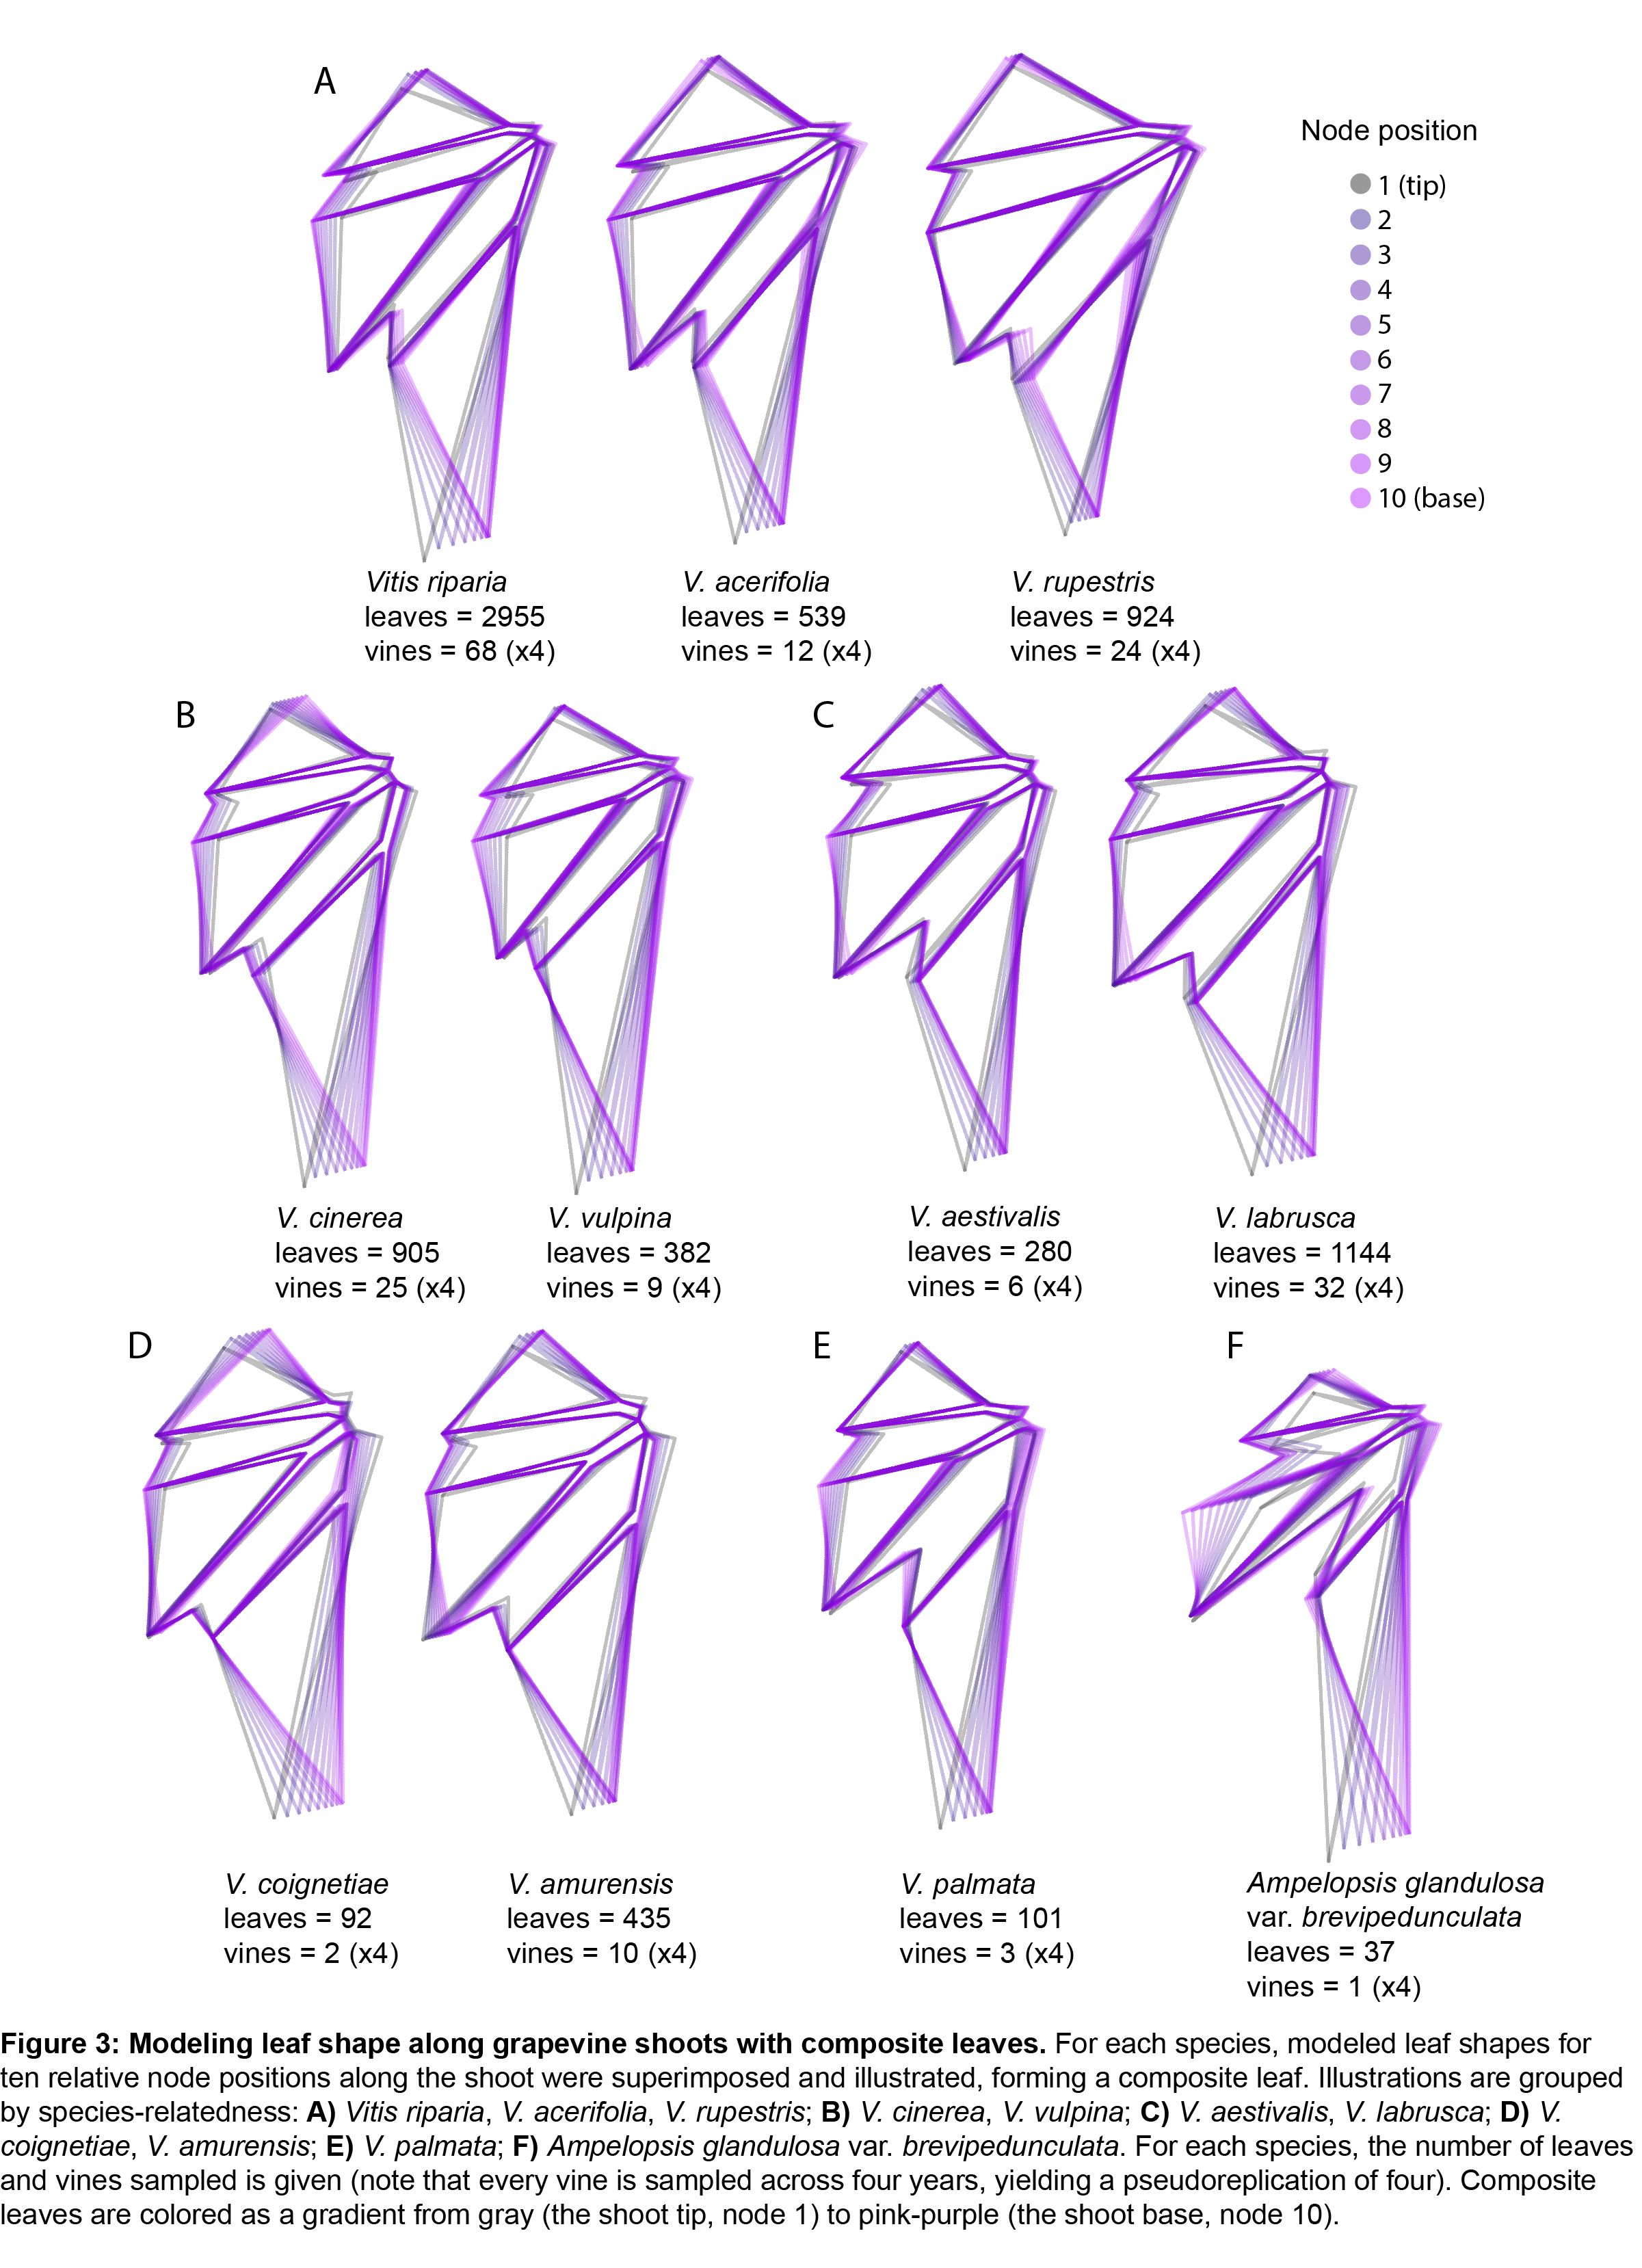 A
Node position
1 (tip)
2
3
4
5
6
7
8
9
10 (base)
Vitis riparia
leaves = 2955
vines = 68 (x4)
V. acerifolia
leaves = 539
vines = 12 (x4)
V. rupestris
leaves = 924
vines = 24 (x4)
B
C
V. cinerea
leaves = 905
vines = 25 (x4)
V. vulpina
leaves = 382
vines = 9 (x4)
V. aestivalis
leaves = 280
vines = 6 (x4)
V. labrusca
leaves = 1144
vines = 32 (x4)
D
E
F
V. coignetiae
leaves = 92
vines = 2 (x4)
V. amurensis
leaves = 435
vines = 10 (x4)
V. palmata
leaves = 101
vines = 3 (x4)
Ampelopsis glandulosa
var. brevipedunculata
leaves = 37
vines = 1 (x4)
Figure 3: Modeling leaf shape along grapevine shoots with composite leaves. For each species, modeled leaf shapes for
ten relative node positions along the shoot were superimposed and illustrated, forming a composite leaf. Illustrations are grouped
by species-relatedness: A) Vitis riparia, V. acerifolia, V. rupestris; B) V. cinerea, V. vulpina; C) V. aestivalis, V. labrusca; D) V.
coignetiae, V. amurensis; E) V. palmata; F) Ampelopsis glandulosa var. brevipedunculata. For each species, the number of leaves
and vines sampled is given (note that every vine is sampled across four years, yielding a pseudoreplication of four). Composite
leaves are colored as a gradient from gray (the shoot tip, node 1) to pink-purple (the shoot base, node 10).